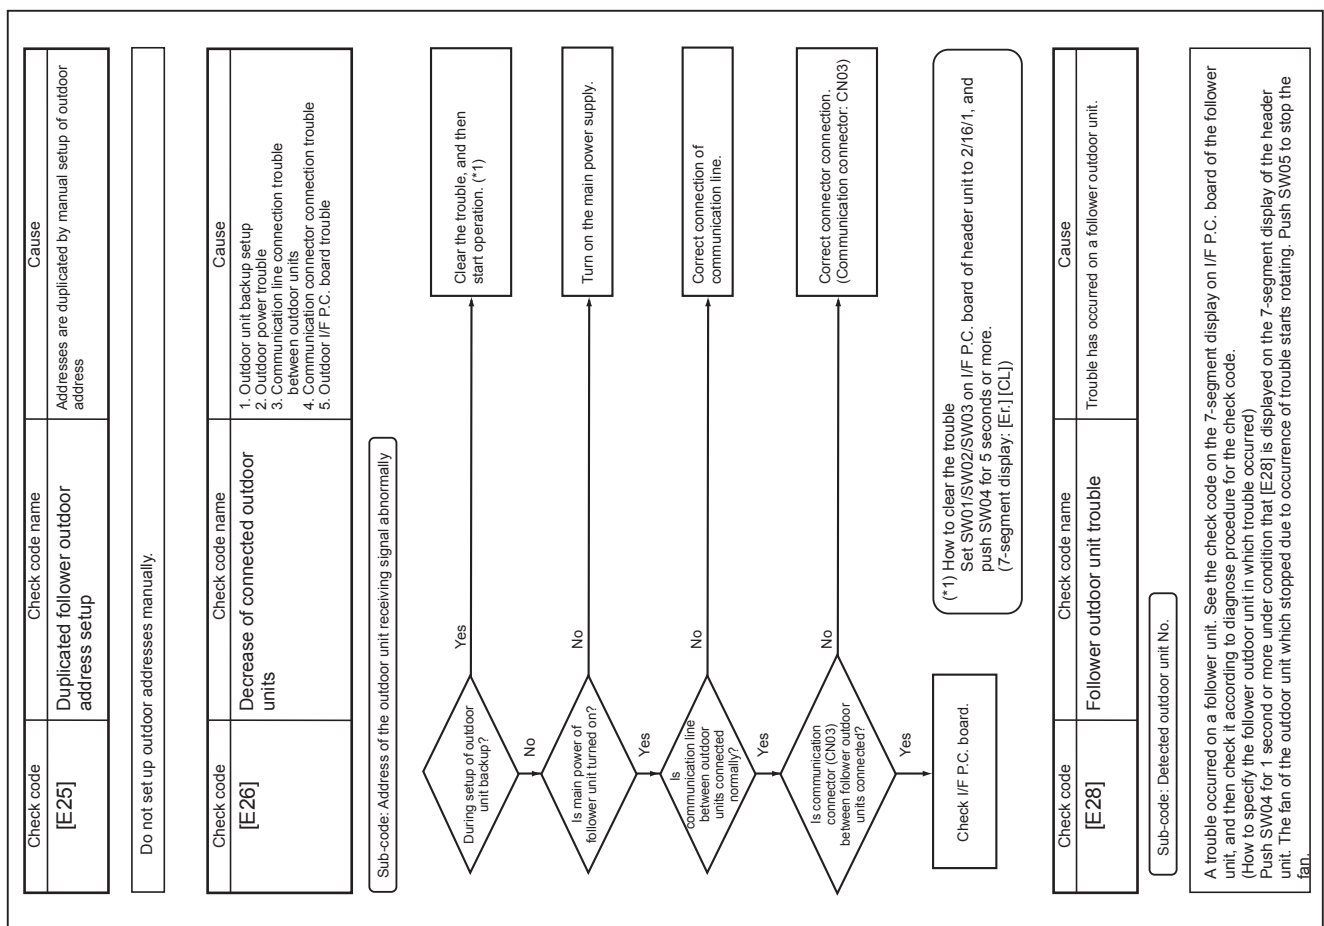 Check code
Check code name
Cause
[E25]
Duplicated follower outdoor
address setup
Addresses are duplicated by manual setup of outdoor
address
Do not set up outdoor addresses manually.
Check code
Check code name
Cause
[E26]
Decrease of connected outdoor
units
1. Outdoor unit backup setup
2. Outdoor power trouble
3. Communication line connection trouble
between outdoor units
4. Communication connector connection trouble
5. Outdoor I/F P.C. board trouble
Sub-code: Address of the outdoor unit receiving signal abnormally
During setup of outdoor
unit backup?
Yes
Clear the trouble, and then
start operation. (*1)
No
Is main power of
follower unit turned on?
No
Turn on the main power supply.
Yes
Is
communication line
between outdoor
units connected
normally?
No
Correct connection of
communication line.
Yes
Is communication
connector (CN03)
between follower outdoor
units connected?
No
Correct connector connection.
(Communication connector: CN03)
Yes
Check I/F P.C. board.
(*1) How to clear the trouble
Set SW01/SW02/SW03 on I/F P.C. board of header unit to 2/16/1, and
push SW04 for 5 seconds or more.
(7-segment display: [Er.] [CL])
Check code
Check code name
Cause
[E28]
Follower outdoor unit trouble
Trouble has occurred on a follower outdoor unit.
Sub-code: Detected outdoor unit No.
A trouble occurred on a follower unit. See the check code on the 7-segment display on I/F P.C. board of the follower
unit, and then check it according to diagnose procedure for the check code.
(How to specify the follower outdoor unit in which trouble occurred)
Push SW04 for 1 second or more under condition that [E28] is displayed on the 7-segment display of the header
unit. The fan of the outdoor unit which stopped due to occurrence of trouble starts rotating. Push SW05 to stop the
fan.